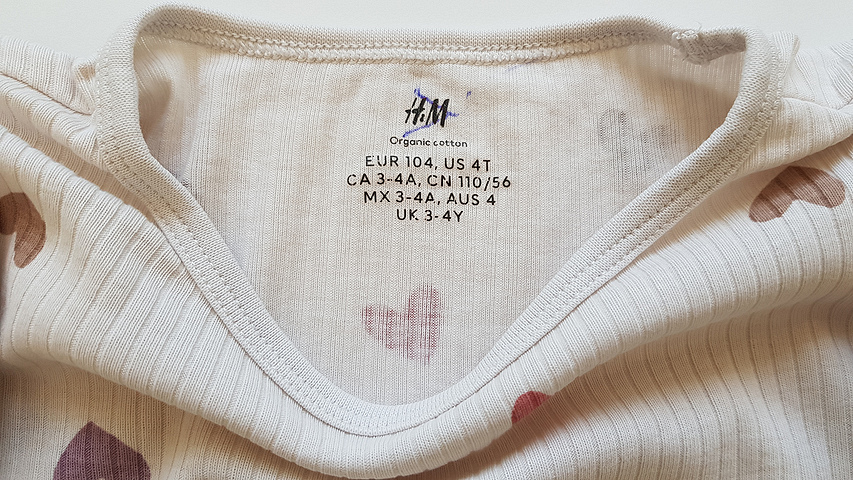 H&M
Organic cotton
EUR 104, US 4T
CA 3-4A, CN 110/56
MX 3-4A, AUS 4
UK 3-4Y